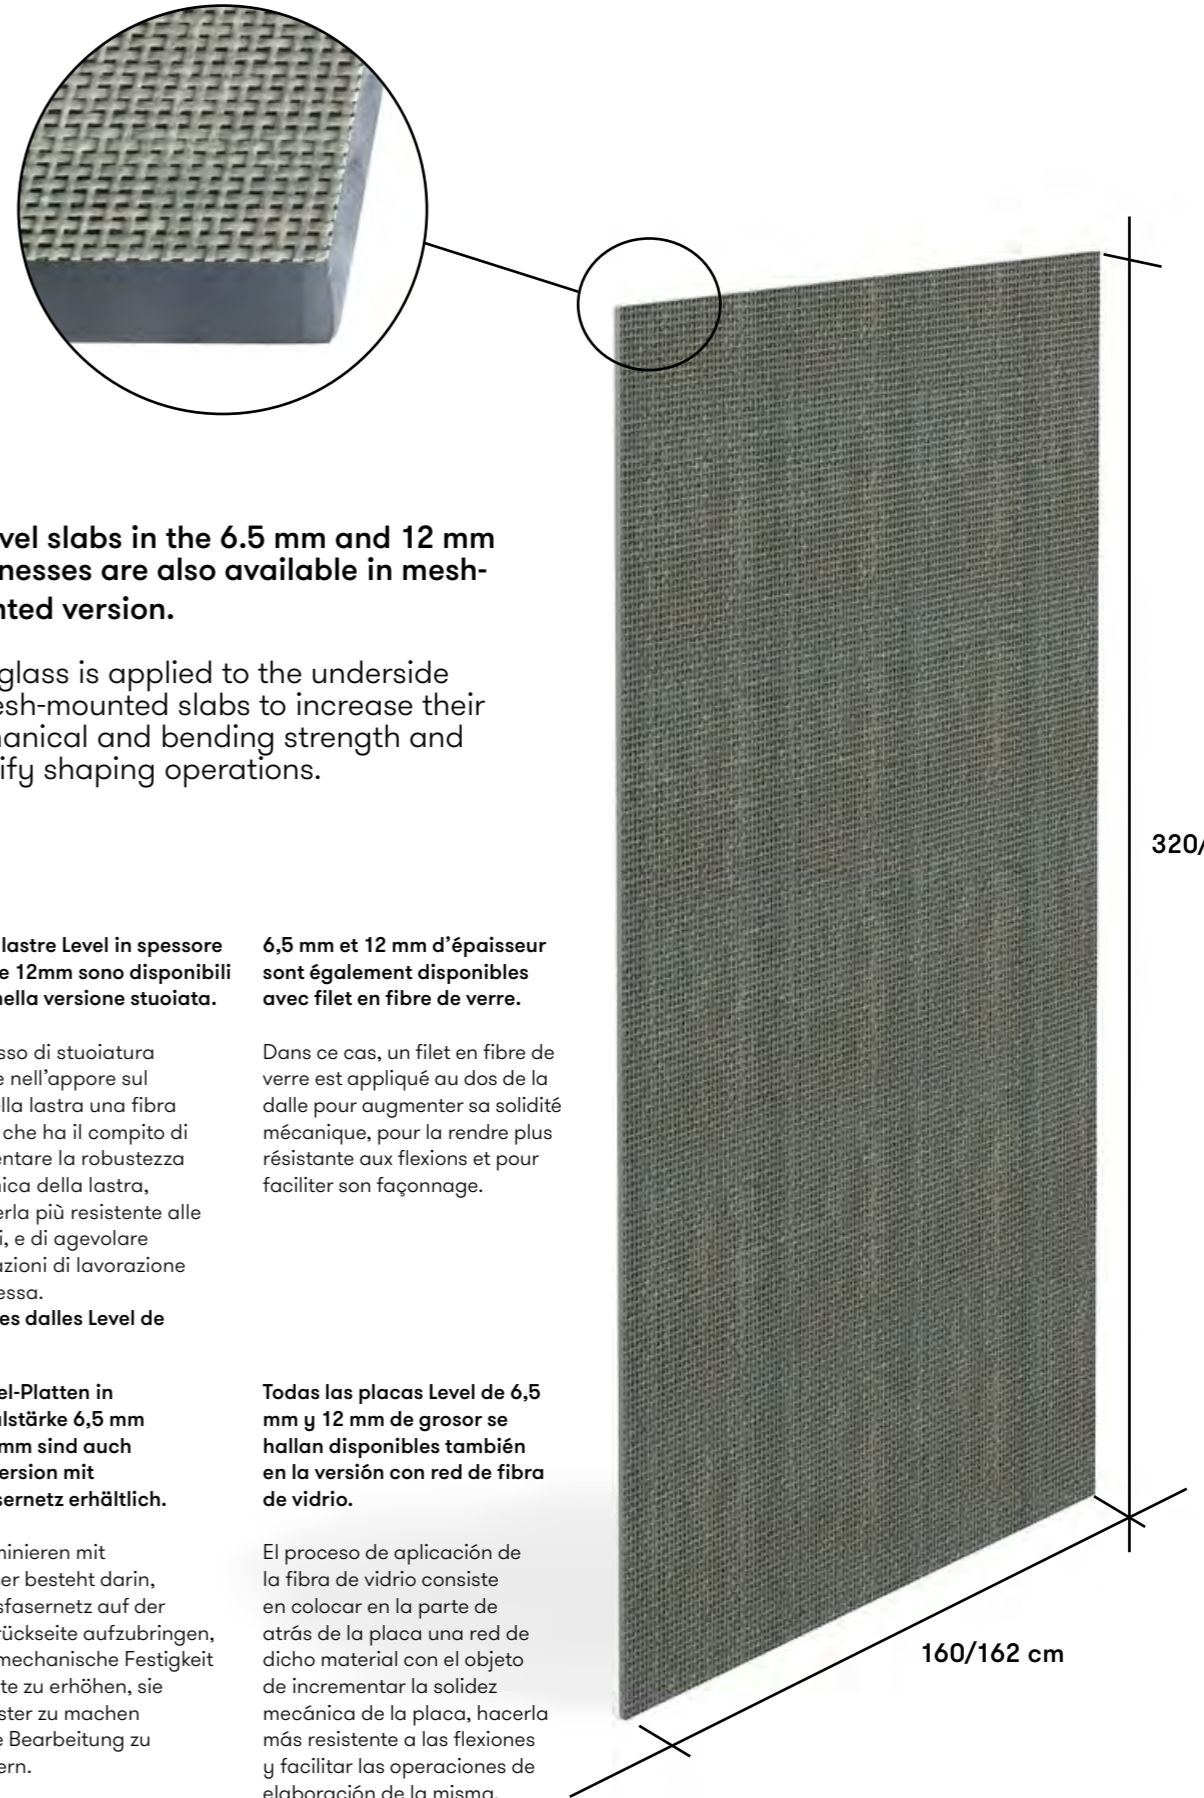 vel slabs in the 6.5 mm and 12 mm
nesses are also available in mesh-
nted version.
glass is applied to the underside
esh-mounted slabs to increase their
hanical and bending strength and
ify shaping operations.
lastre Level in spessore
e 12mm sono disponibili
nella versione stuoiata.
sso di stuoiatura
e nell’appore sul
ella lastra una fibra
che ha il compito di
entare la robustezza
nica della lastra,
erla più resistente alle
i, e di agevolare
azioni di lavorazione
essa.
es dalles Level de
6,5 mm et 12 mm d’épaisseur
sont également disponibles
avec filet en fibre de verre.
Dans ce cas, un filet en fibre de
verre est appliqué au dos de la
dalle pour augmenter sa solidité
mécanique, pour la rendre plus
résistante aux flexions et pour
faciliter son façonnage.
el-Platten in
alstärke 6,5 mm
mm sind auch
ersion mit
sernetz erhältlich.
minieren mit
er besteht darin,
sfasernetz auf der
rückseite aufzubringen,
mechanische Festigkeit
te zu erhöhen, sie
ster zu machen
e Bearbeitung zu
ern.
Todas las placas Level de 6,5
mm y 12 mm de grosor se
hallan disponibles también
en la versión con red de fibra
de vidrio.
El proceso de aplicación de
la fibra de vidrio consiste
en colocar en la parte de
atrás de la placa una red de
dicho material con el objeto
de incrementar la solidez
mecánica de la placa, hacerla
más resistente a las flexiones
y facilitar las operaciones de
elaboración de la misma.
320/
160/162 cm